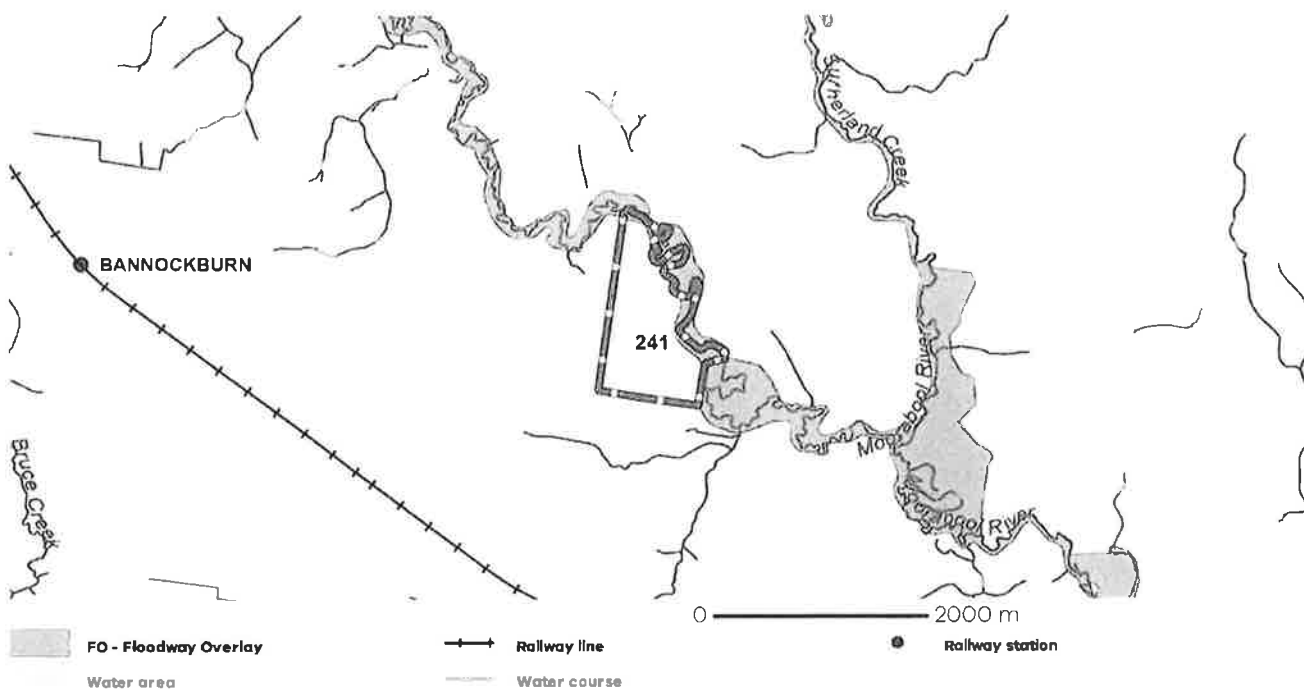 Sutherland Creek
BANNOCKBURN
241
Moorabool River
Moorabool River
Bruce Creek
0 2000 m
FO - Floodway Overlay
Railway line
Railway station
Water area
Water course